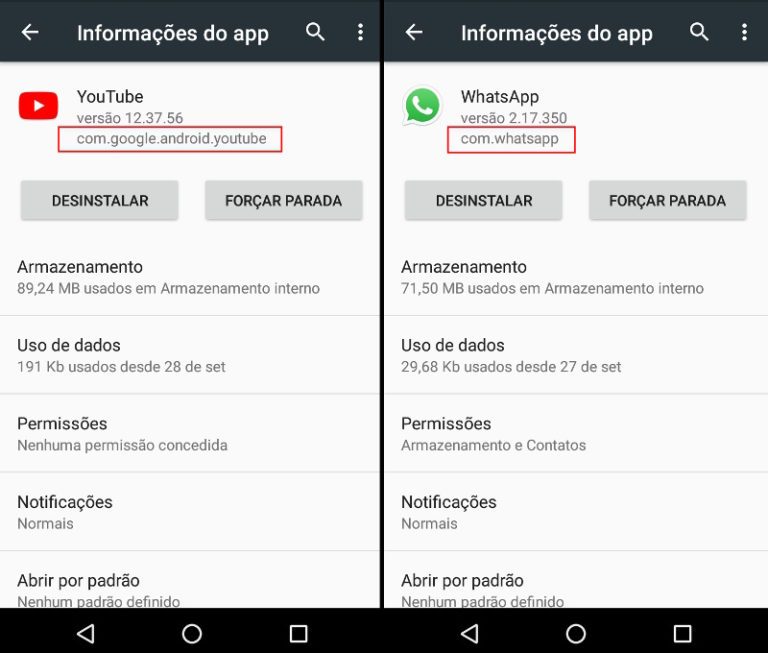 Informações do app
YouTube
versão 12.37.56
com.google.android.youtube
DESINSTALAR
FORÇAR PARADA
Armazenamento
89,24 MB usados em Armazenamento interno
Uso de dados
191 Kb usados desde 28 de set
Permissões
Nenhuma permissão concedida
Notificações
Normais
Abrir por padrão
Nenhum padrão definido
Informações do app
WhatsApp
versão 2.17.350
com.whatsapp
DESINSTALAR
FORÇAR PARADA
Armazenamento
71,50 MB usados em Armazenamento interno
Uso de dados
29,68 Kb usados desde 27 de set
Permissões
Armazenamento e Contatos
Notificações
Normais
Abrir por padrão
Nenhum padrão definido